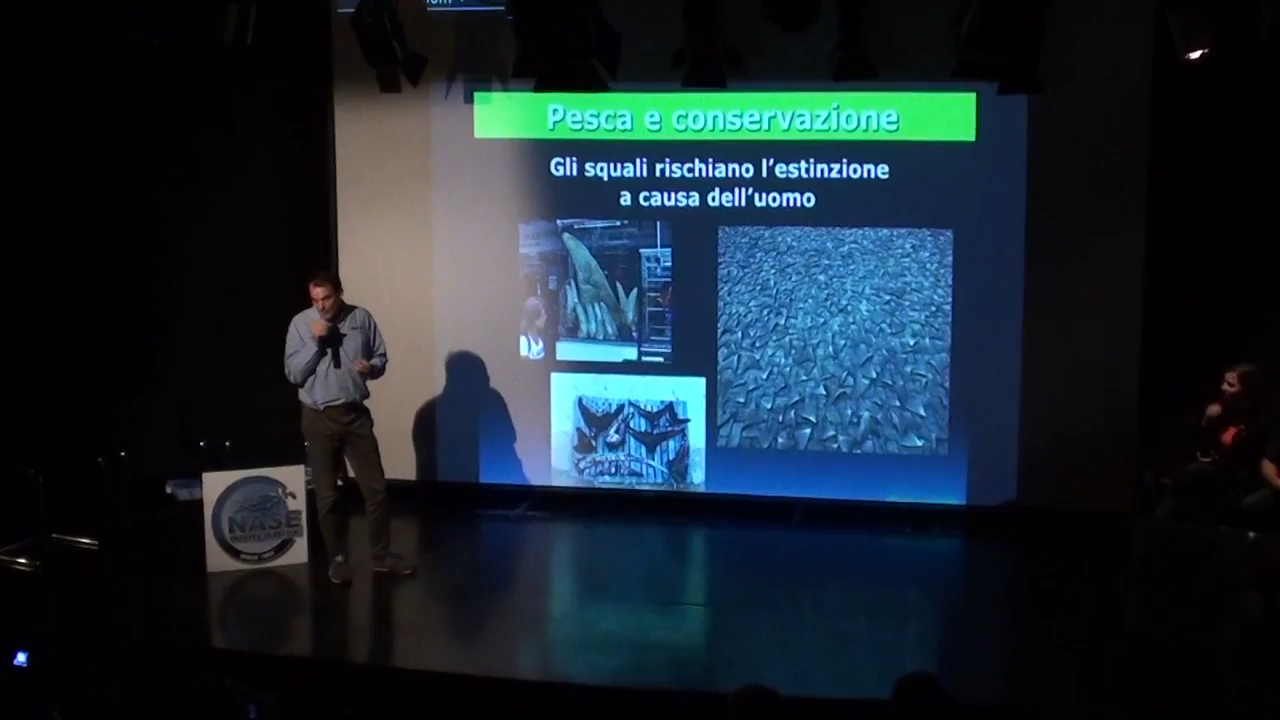 Pesca e conservazione
Gli squali rischiano l'estinzione
a causa dell'uomo
NASE